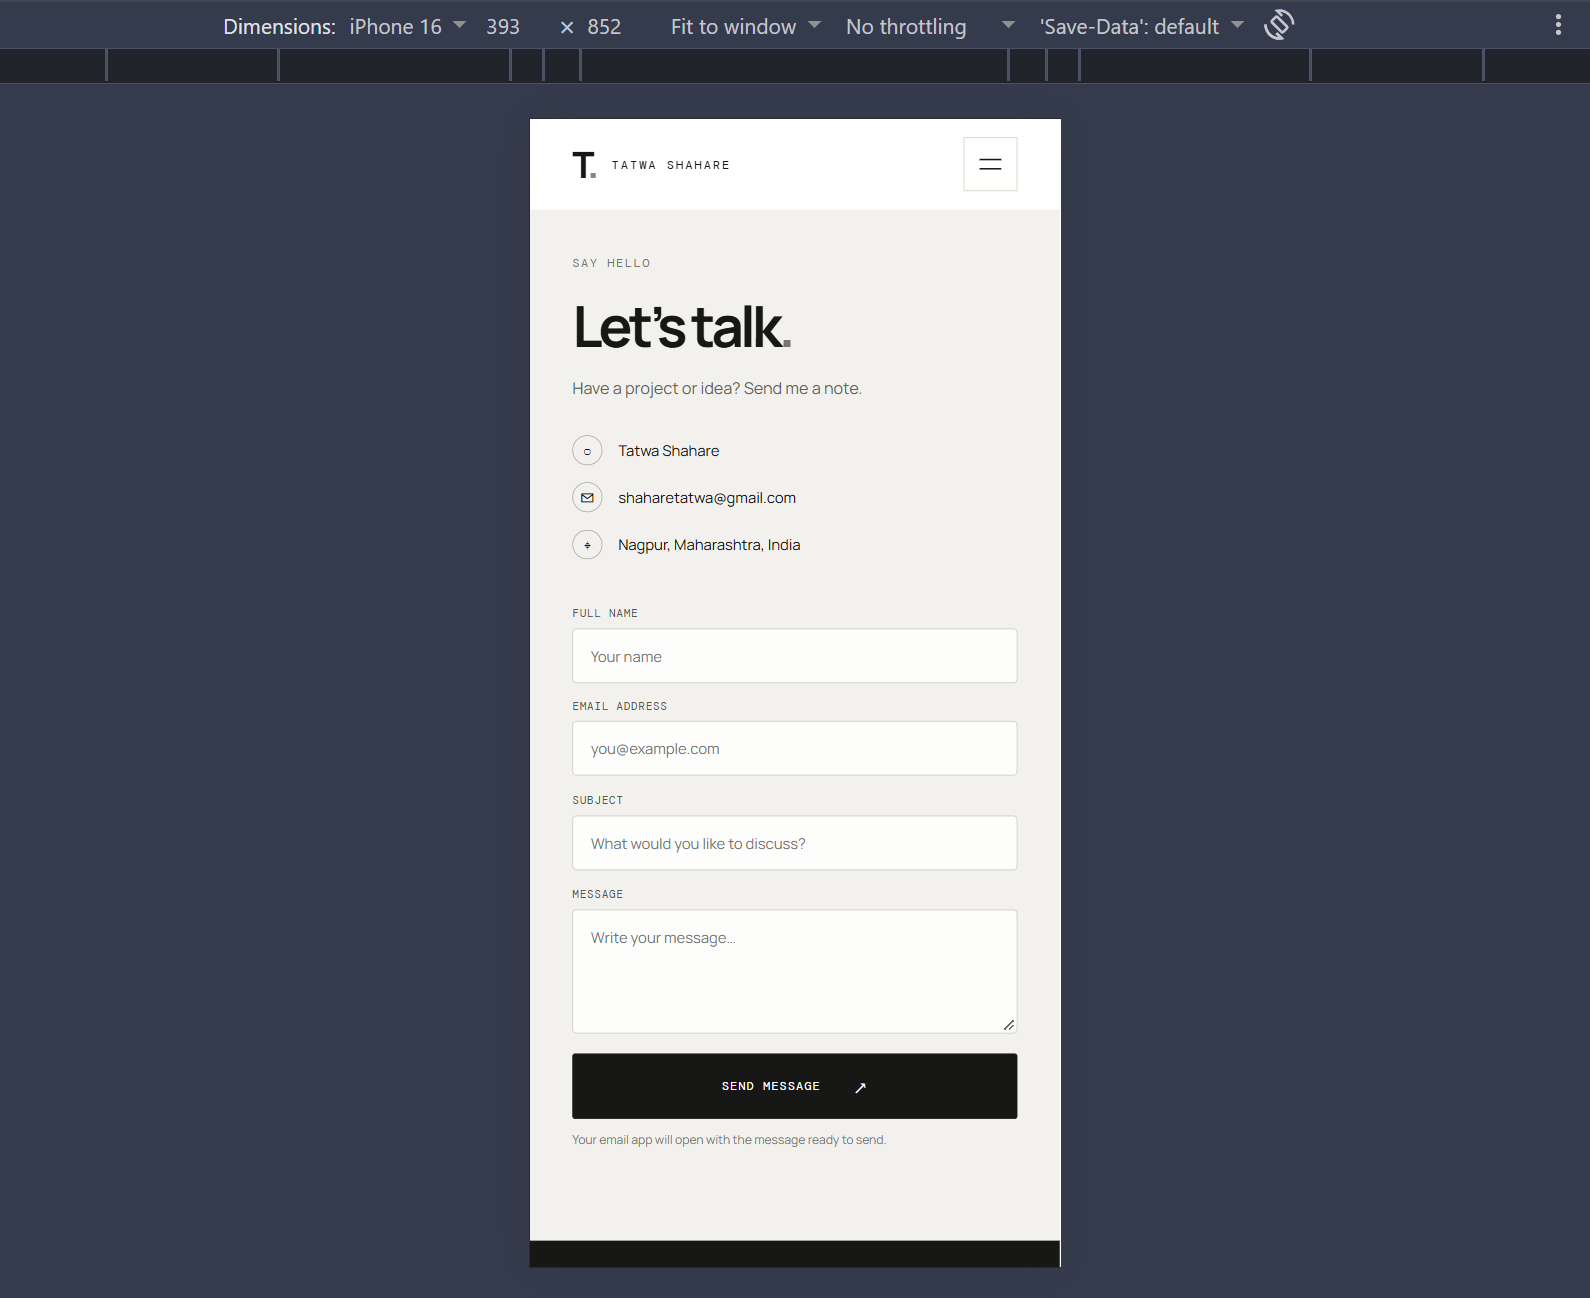 Dimensions: iPhone 16 393 × 852 Fit to window No throttling 'Save-Data': default
T. TATWA SHAHARE
SAY HELLO
Let’s talk.
Have a project or idea? Send me a note.
Tatwa Shahare
shaharetatwa@gmail.com
Nagpur, Maharashtra, India
FULL NAME
Your name
EMAIL ADDRESS
you@example.com
SUBJECT
What would you like to discuss?
MESSAGE
Write your message…
SEND MESSAGE ↗
Your email app will open with the message ready to send.